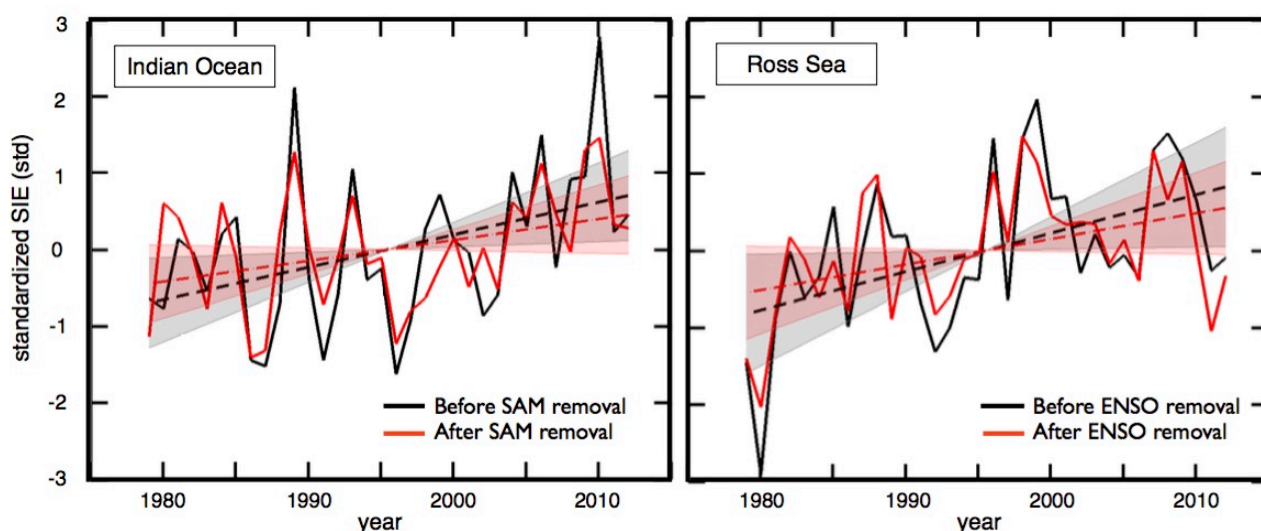 Indian Ocean
Ross Sea
standardized SIE (std)
3
2
1
0
-1
-2
-3
Before SAM removal
After SAM removal
Before ENSO removal
After ENSO removal
1980 1990 2000 2010
1980 1990 2000 2010
year
year